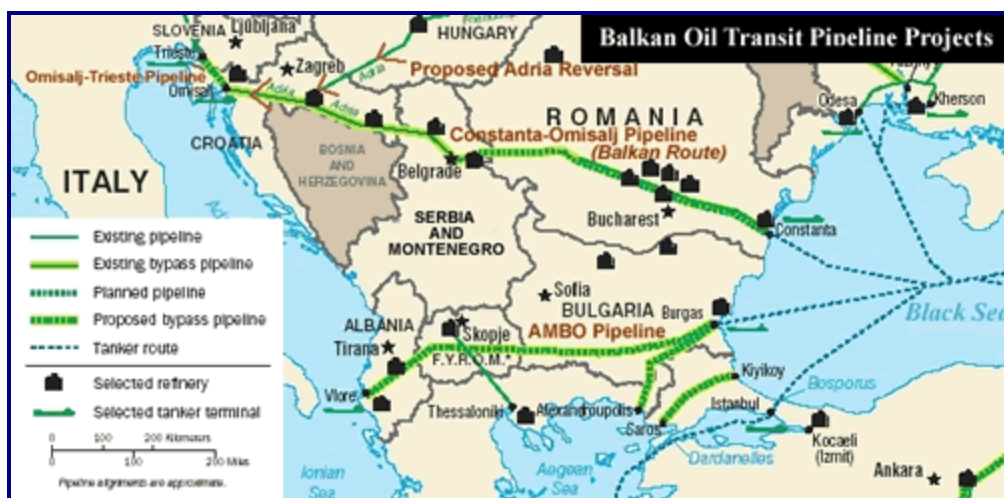 Balkan Oil Transit Pipeline Projects
SLOVENIA
Ljubljana
HUNGARY
Trieste
Zagreb
Adria
Proposed Adria Reversal
Omisalj-Trieste Pipeline
Omisalj
Adria
Adria
ROMANIA
Odesa
Kherson
CROATIA
Constanta-Omisalj Pipeline
(Balkan Route)
BOSNIA
AND
HERZEGOVINA
Belgrade
ITALY
Bucharest
Constanta
SERBIA
AND
MONTENEGRO
Existing pipeline
Existing bypass pipeline
Planned pipeline
Proposed bypass pipeline
Tanker route
Selected refinery
Selected tanker terminal
0 100 200 Kilometers
0 100 200 Miles
Pipeline alignments are approximate.
Sofia
BULGARIA
Burgas
Black Sea
ALBANIA
Skopje
AMBO Pipeline
Tirana
F.Y.R.O.M.*
Kiyikoy
Bosporus
Vlore
Thessaloniki
Alexandroupolis
Istanbul
Saros
Kocaeli
(Izmit)
Dardanelles
Ionian
Sea
Aegean
Sea
Ankara